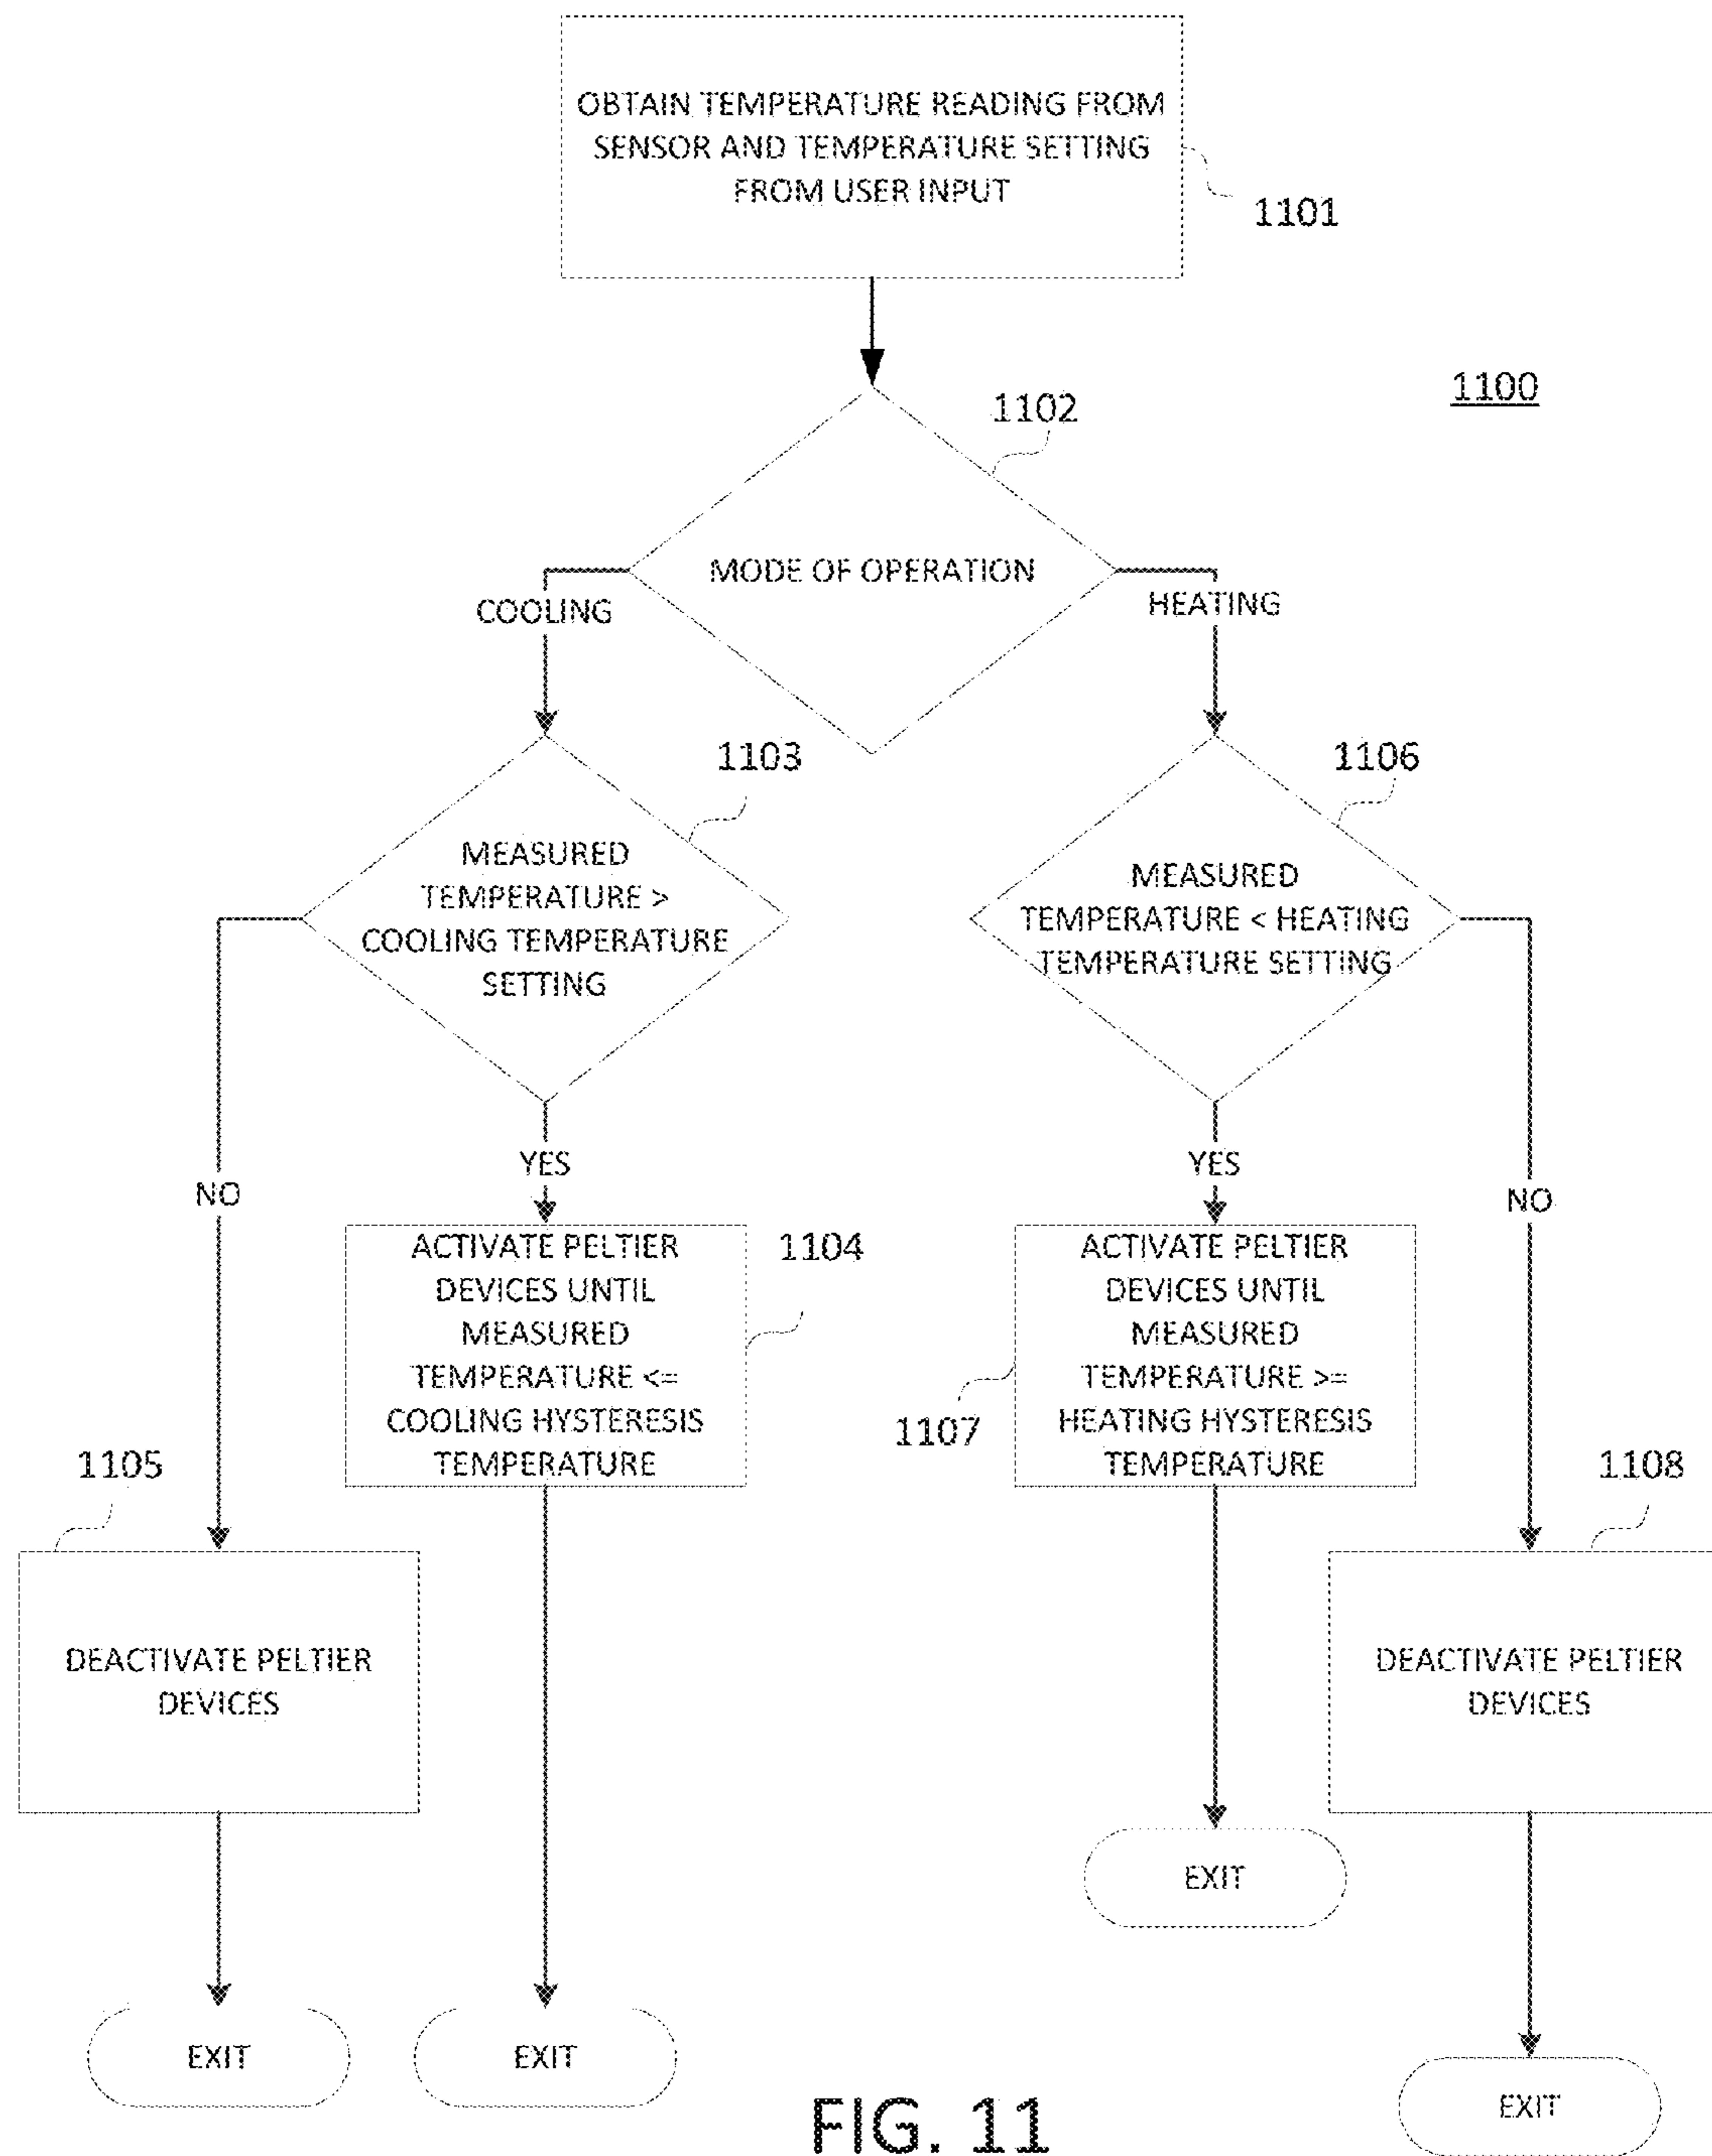 OBTAIN TEMPERATURE READING FROM
SENSOR AND TEMPERATURE SETTING
FROM USER INPUT
1101
1100
1102
MODE OF OPERATION
COOLING
HEATING
1103
MEASURED
TEMPERATURE >
COOLING TEMPERATURE
SETTING
1106
MEASURED
TEMPERATURE < HEATING
TEMPERATURE SETTING
NO
YES
YES
NO
ACTIVATE PELTIER
DEVICES UNTIL
MEASURED
TEMPERATURE <=
COOLING HYSTERESIS
TEMPERATURE
1104
ACTIVATE PELTIER
DEVICES UNTIL
MEASURED
TEMPERATURE >=
HEATING HYSTERESIS
TEMPERATURE
1107
1105
DEACTIVATE PELTIER
DEVICES
1108
DEACTIVATE PELTIER
DEVICES
EXIT
EXIT
EXIT
EXIT
FIG. 11